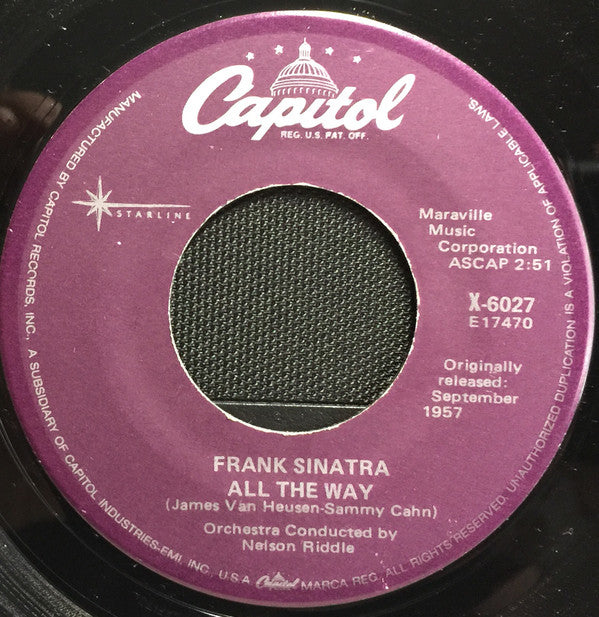 Capitol
REG. U.S. PAT. OFF.
STARLINE
Maraville
Music
Corporation
ASCAP 2:51
X-6027
E17470
Originally
released:
September
1957
FRANK SINATRA
ALL THE WAY
(James Van Heusen-Sammy Cahn)
Orchestra Conducted by
Nelson Riddle
MANUFACTURED BY CAPITOL RECORDS, INC., A SUBSIDIARY OF CAPITOL INDUSTRIES-EMI, INC., U.S.A. Capitol MARCA REG. ALL RIGHTS RESERVED. UNAUTHORIZED DUPLICATION IS A VIOLATION OF APPLICABLE LAWS